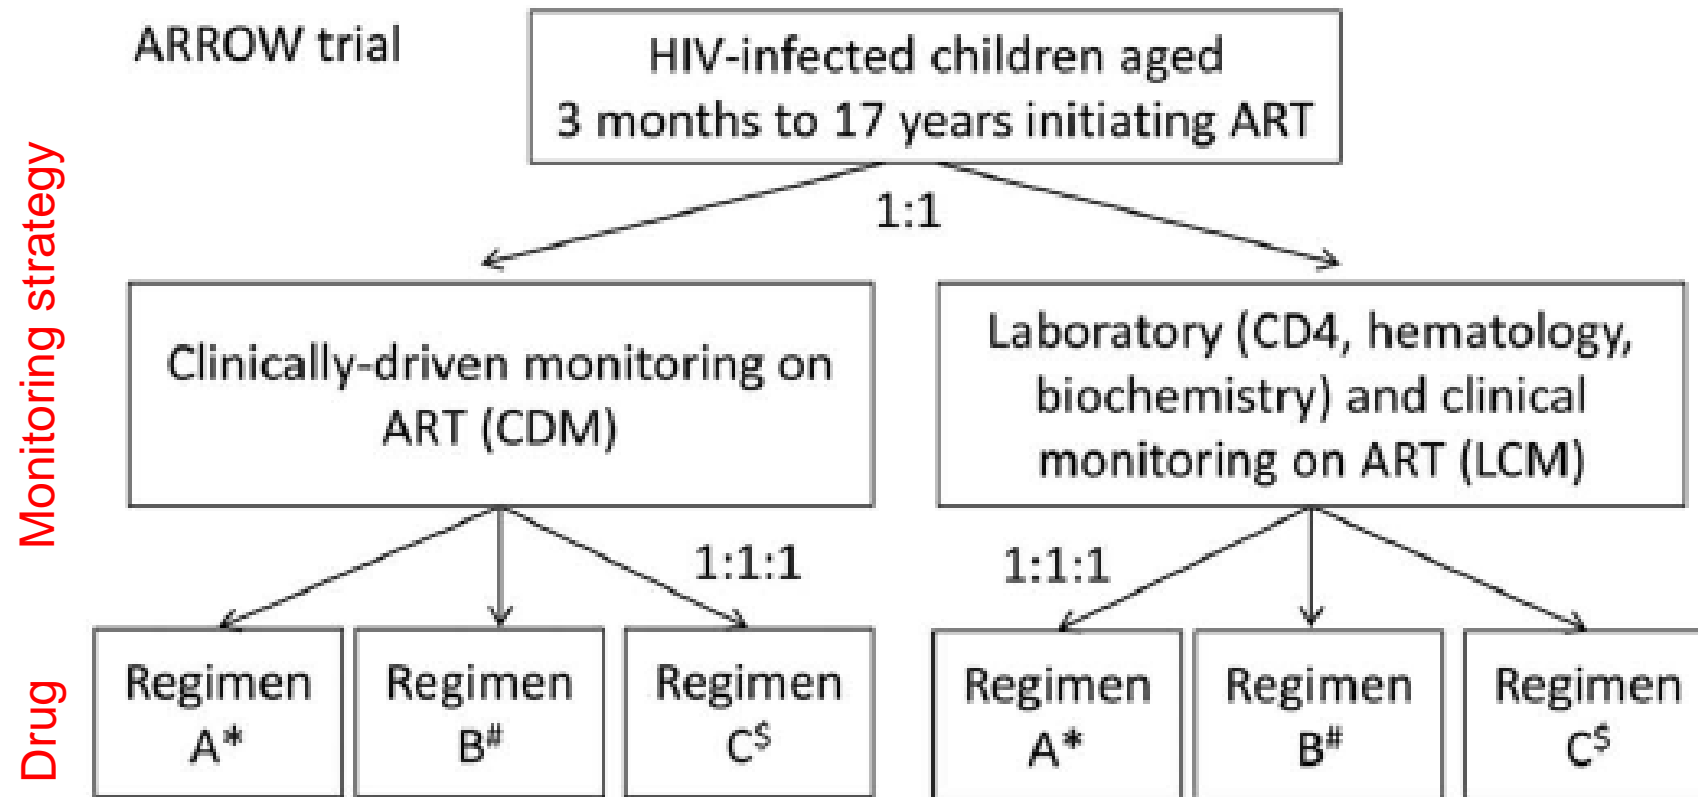 ARROW trial
HIV-infected children aged
3 months to 17 years initiating ART
1:1
Monitoring strategy
Clinically-driven monitoring on
ART (CDM)
Laboratory (CD4, hematology,
biochemistry) and clinical
monitoring on ART (LCM)
1:1:1
1:1:1
Drug
Regimen
A*
Regimen
B#
Regimen
C$
Regimen
A*
Regimen
B#
Regimen
C$